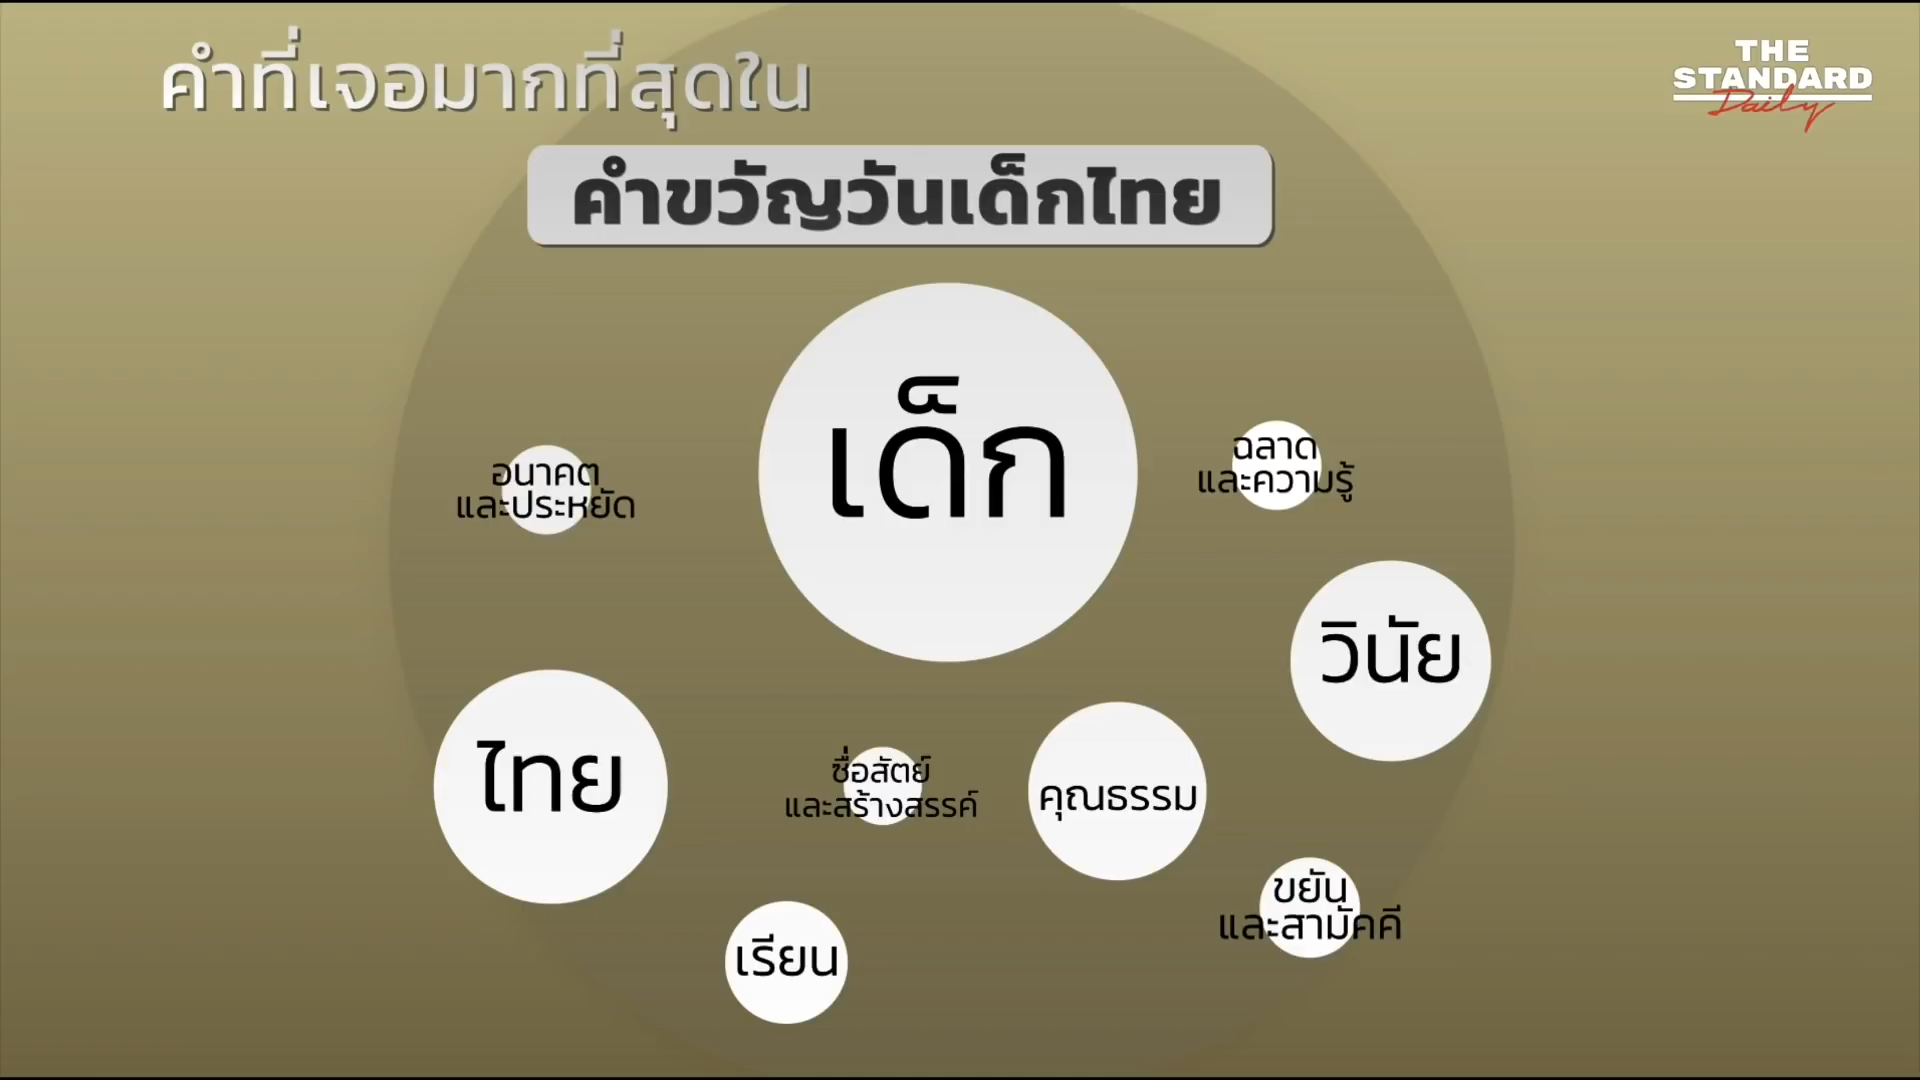 คำที่เจอมากที่สุดใน
THE
STANDARD
Daily
คำขวัญวันเด็กไทย
เด็ก
ฉลาด
และความรู้
อนาคต
และประหยัด
วินัย
ไทย
ซื่อสัตย์
และสร้างสรรค์
คุณธรรม
ขยัน
และสามัคคี
เรียน